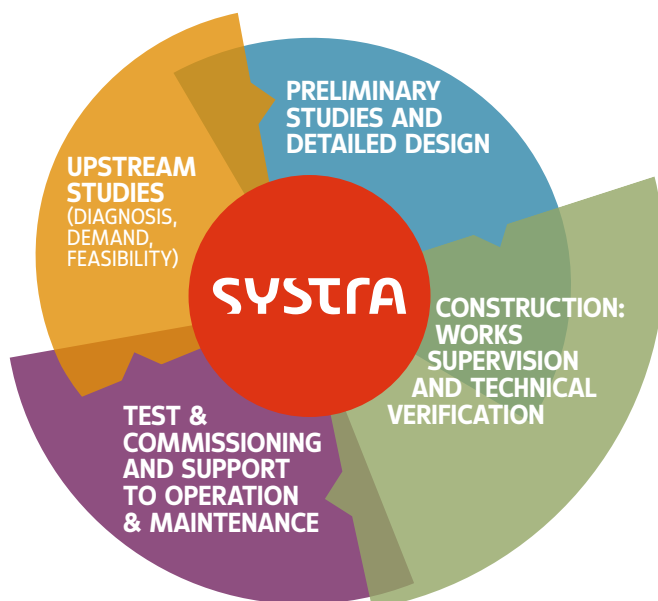 PRELIMINARY
STUDIES AND
DETAILED DESIGN
UPSTREAM
STUDIES
(DIAGNOSIS,
DEMAND,
FEASIBILITY)
SYSTRA
CONSTRUCTION:
WORKS
SUPERVISION
AND TECHNICAL
VERIFICATION
TEST &
COMMISSIONING
AND SUPPORT
TO OPERATION
& MAINTENANCE